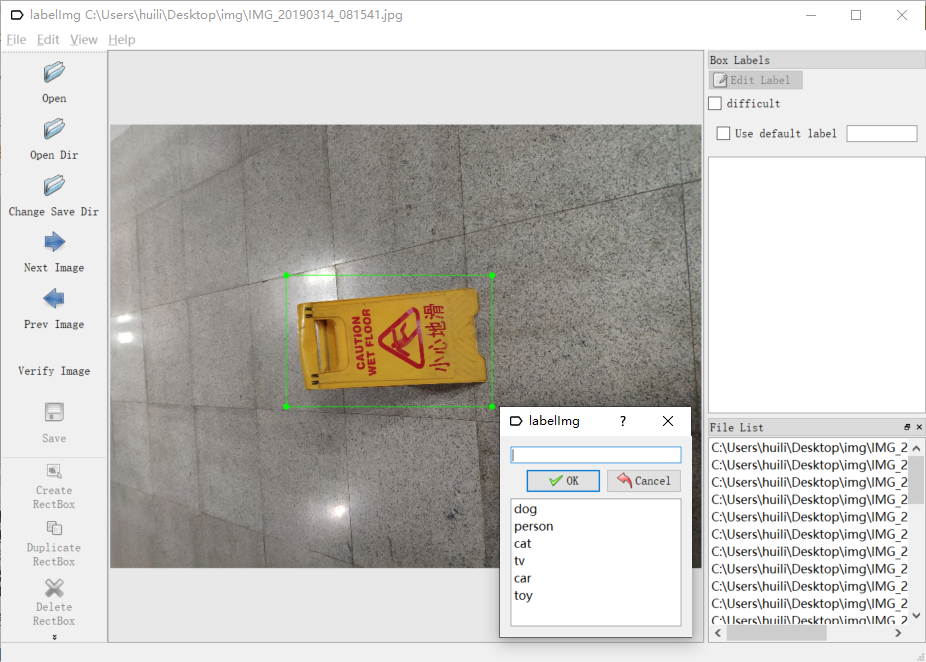 labelImg C:\Users\huili\Desktop\img\IMG_20190314_081541.jpg
File Edit View Help
Open
Open Dir
Change Save Dir
Next Image
Prev Image
Verify Image
Save
Create
RectBox
Duplicate
RectBox
Delete
RectBox
CAUTION
WET FLOOR
小心地滑
labelImg
OK
Cancel
dog
person
cat
tv
car
toy
Box Labels
Edit Label
difficult
Use default label
File List
C:\Users\huili\Desktop\img\IMG_2
C:\Users\huili\Desktop\img\IMG_2
C:\Users\huili\Desktop\img\IMG_2
C:\Users\huili\Desktop\img\IMG_2
C:\Users\huili\Desktop\img\IMG_2
C:\Users\huili\Desktop\img\IMG_2
C:\Users\huili\Desktop\img\IMG_2
C:\Users\huili\Desktop\img\IMG_2
C:\Users\huili\Desktop\img\IMG_2
C:\Users\huili\Desktop\img\IMG_2
C:\Users\huili\Desktop\img\IMG_2